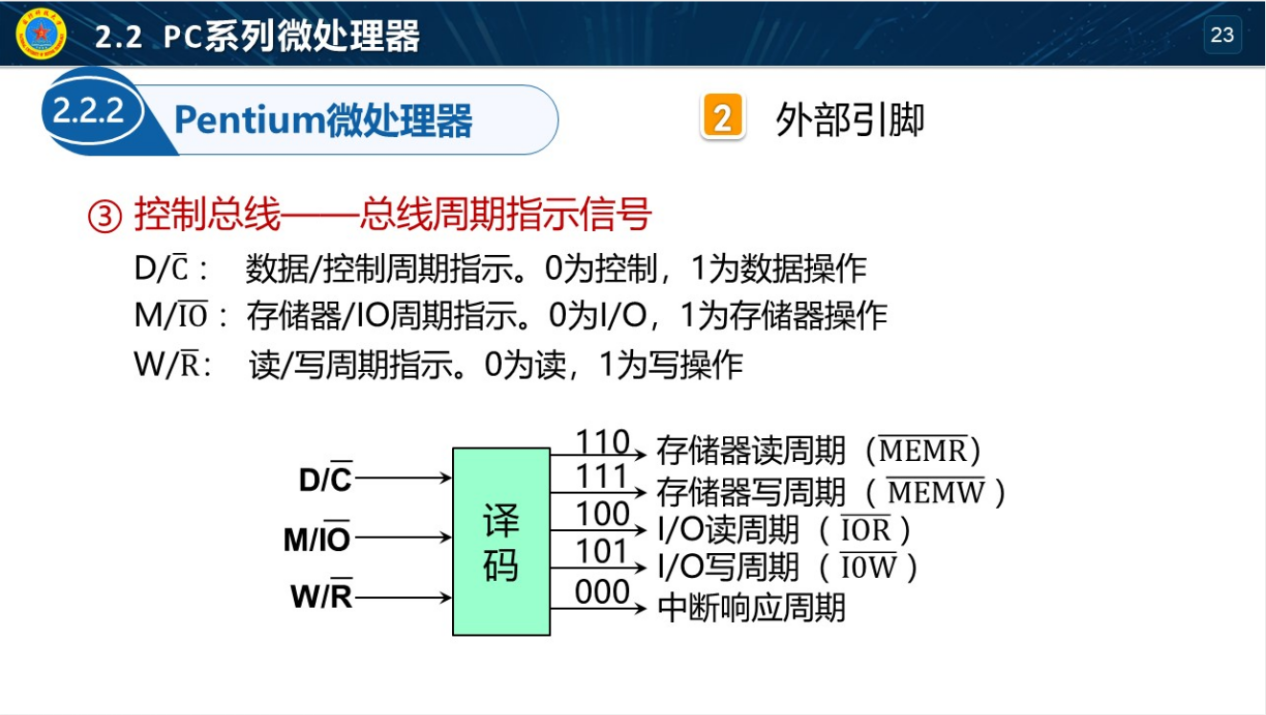 2.2 PC系列微处理器
23
2.2.2 Pentium微处理器
2 外部引脚
③ 控制总线——总线周期指示信号
D/C̅ : 数据/控制周期指示。0为控制，1为数据操作
M/I̅O̅ : 存储器/IO周期指示。0为I/O，1为存储器操作
W/R̅: 读/写周期指示。0为读，1为写操作
D/C̅
M/I̅O̅
W/R̅
译
码
110 存储器读周期（M̅E̅M̅R̅）
111 存储器写周期（ M̅E̅M̅W̅ ）
100 I/O读周期（ I̅O̅R̅ ）
101 I/O写周期（ I̅0̅W̅ ）
000 中断响应周期